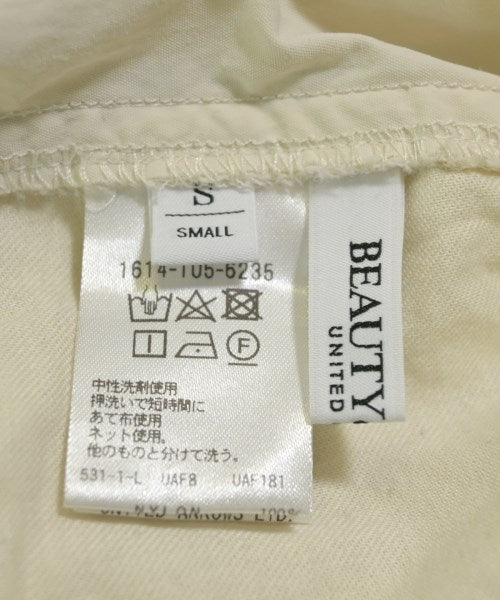 S
SMALL
1614-105-6235
中性洗剤使用
押洗いで短時間に
あて布使用
ネット使用。
他のものと分けて洗う。
531-1-L UAF8 UAF181
LTD.
BEAUTY
UNITED